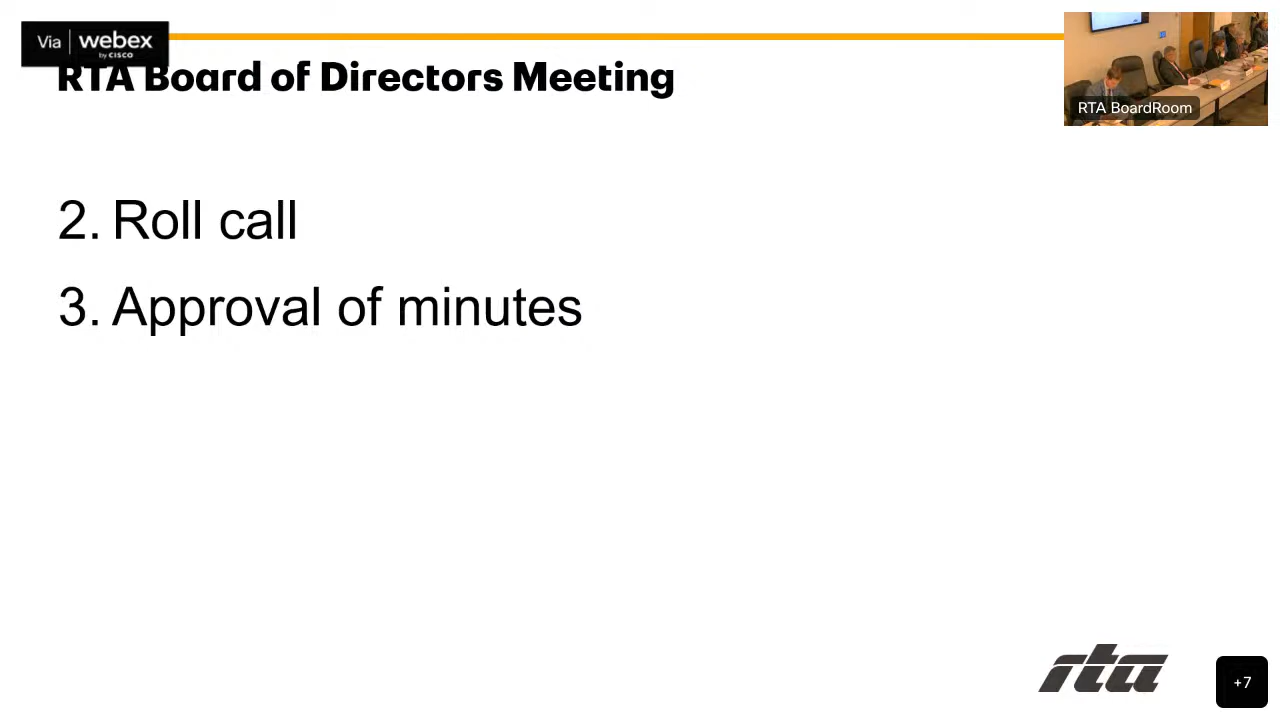 Via webex
by CISCO
RTA Board of Directors Meeting
RTA BoardRoom
2. Roll call
3. Approval of minutes
rta
+7